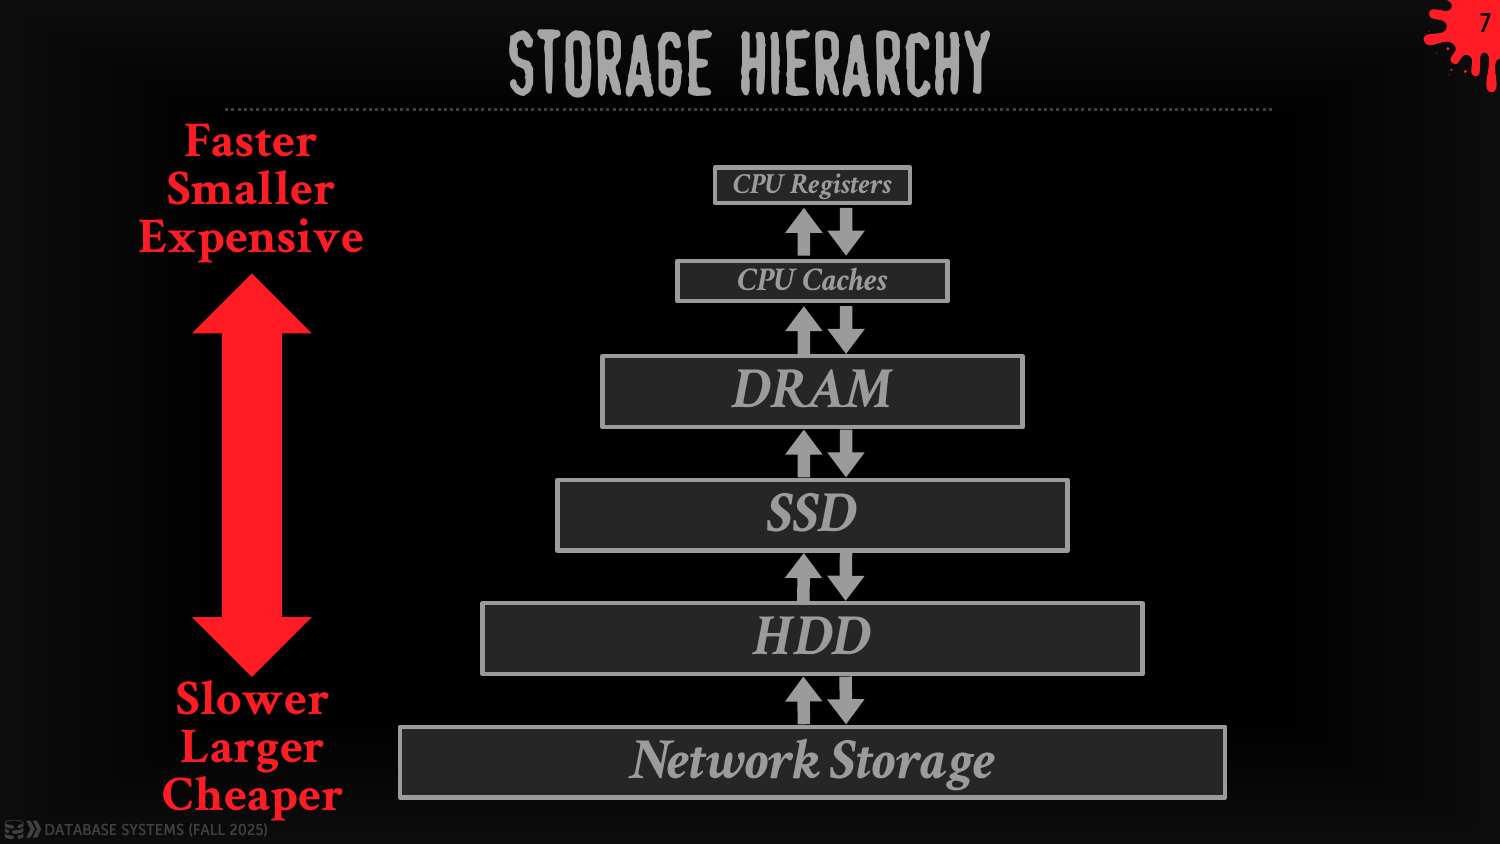 STORAGE HIERARCHY
7
Faster
Smaller
Expensive
CPU Registers
CPU Caches
DRAM
SSD
HDD
Network Storage
Slower
Larger
Cheaper
DATABASE SYSTEMS (FALL 2025)